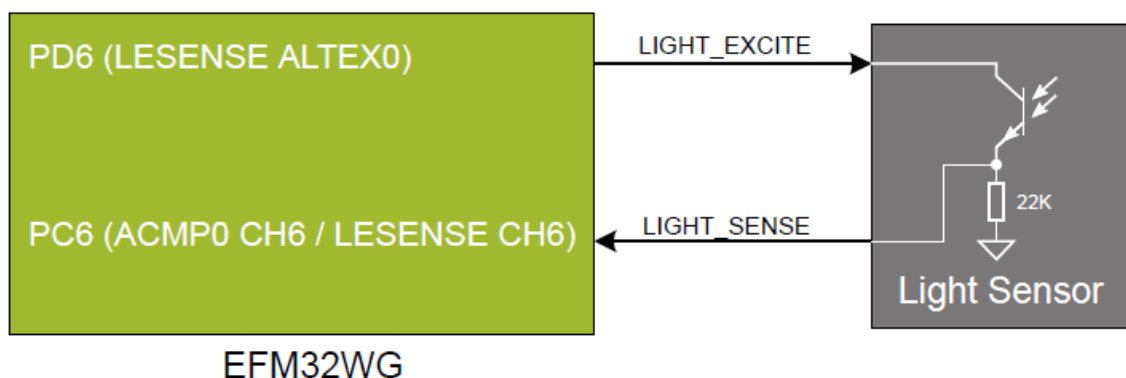 PD6 (LESENSE ALTEX0)
LIGHT_EXCITE
22K
PC6 (ACMP0 CH6 / LESENSE CH6)
LIGHT_SENSE
Light Sensor
EFM32WG